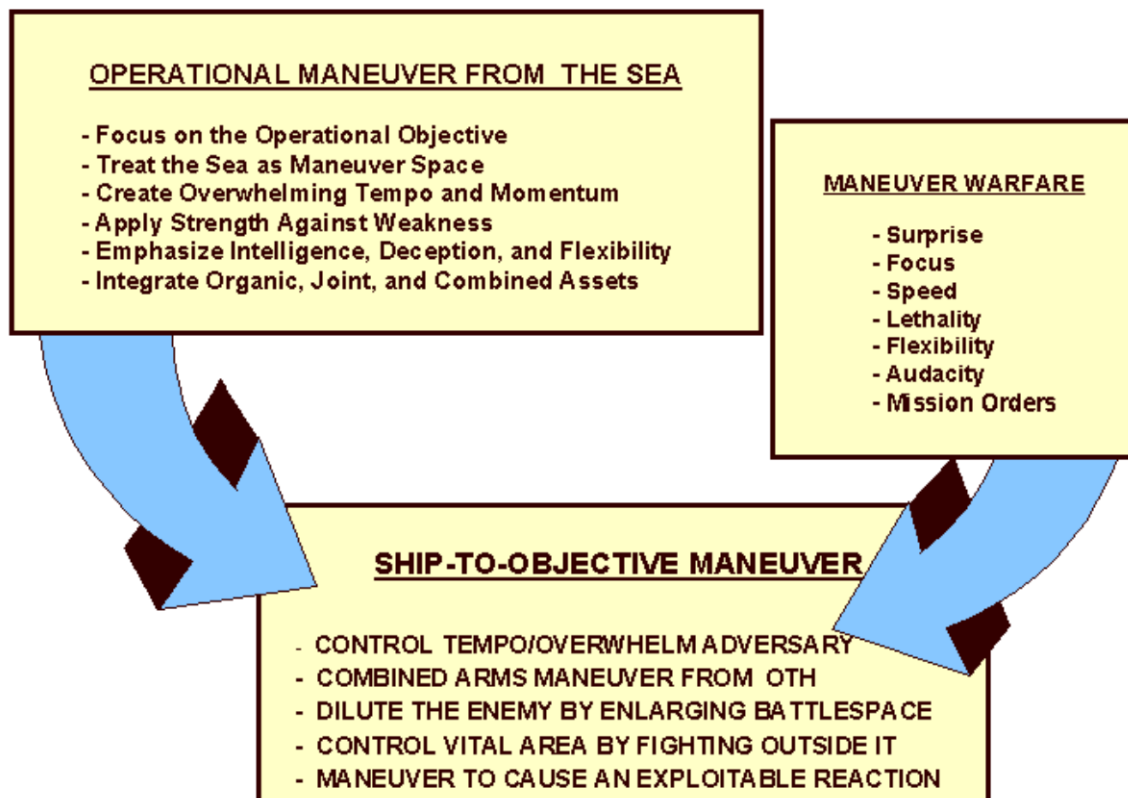 OPERATIONAL MANEUVER FROM THE SEA
- Focus on the Operational Objective
- Treat the Sea as Maneuver Space
- Create Overwhelming Tempo and Momentum
- Apply Strength Against Weakness
- Emphasize Intelligence, Deception, and Flexibility
- Integrate Organic, Joint, and Combined Assets
MANEUVER WARFARE
- Surprise
- Focus
- Speed
- Lethality
- Flexibility
- Audacity
- Mission Orders
SHIP-TO-OBJECTIVE MANEUVER
- CONTROL TEMPO/OVERWHELM ADVERSARY
- COMBINED ARMS MANEUVER FROM OTH
- DILUTE THE ENEMY BY ENLARGING BATTLESPACE
- CONTROL VITAL AREA BY FIGHTING OUTSIDE IT
- MANEUVER TO CAUSE AN EXPLOITABLE REACTION